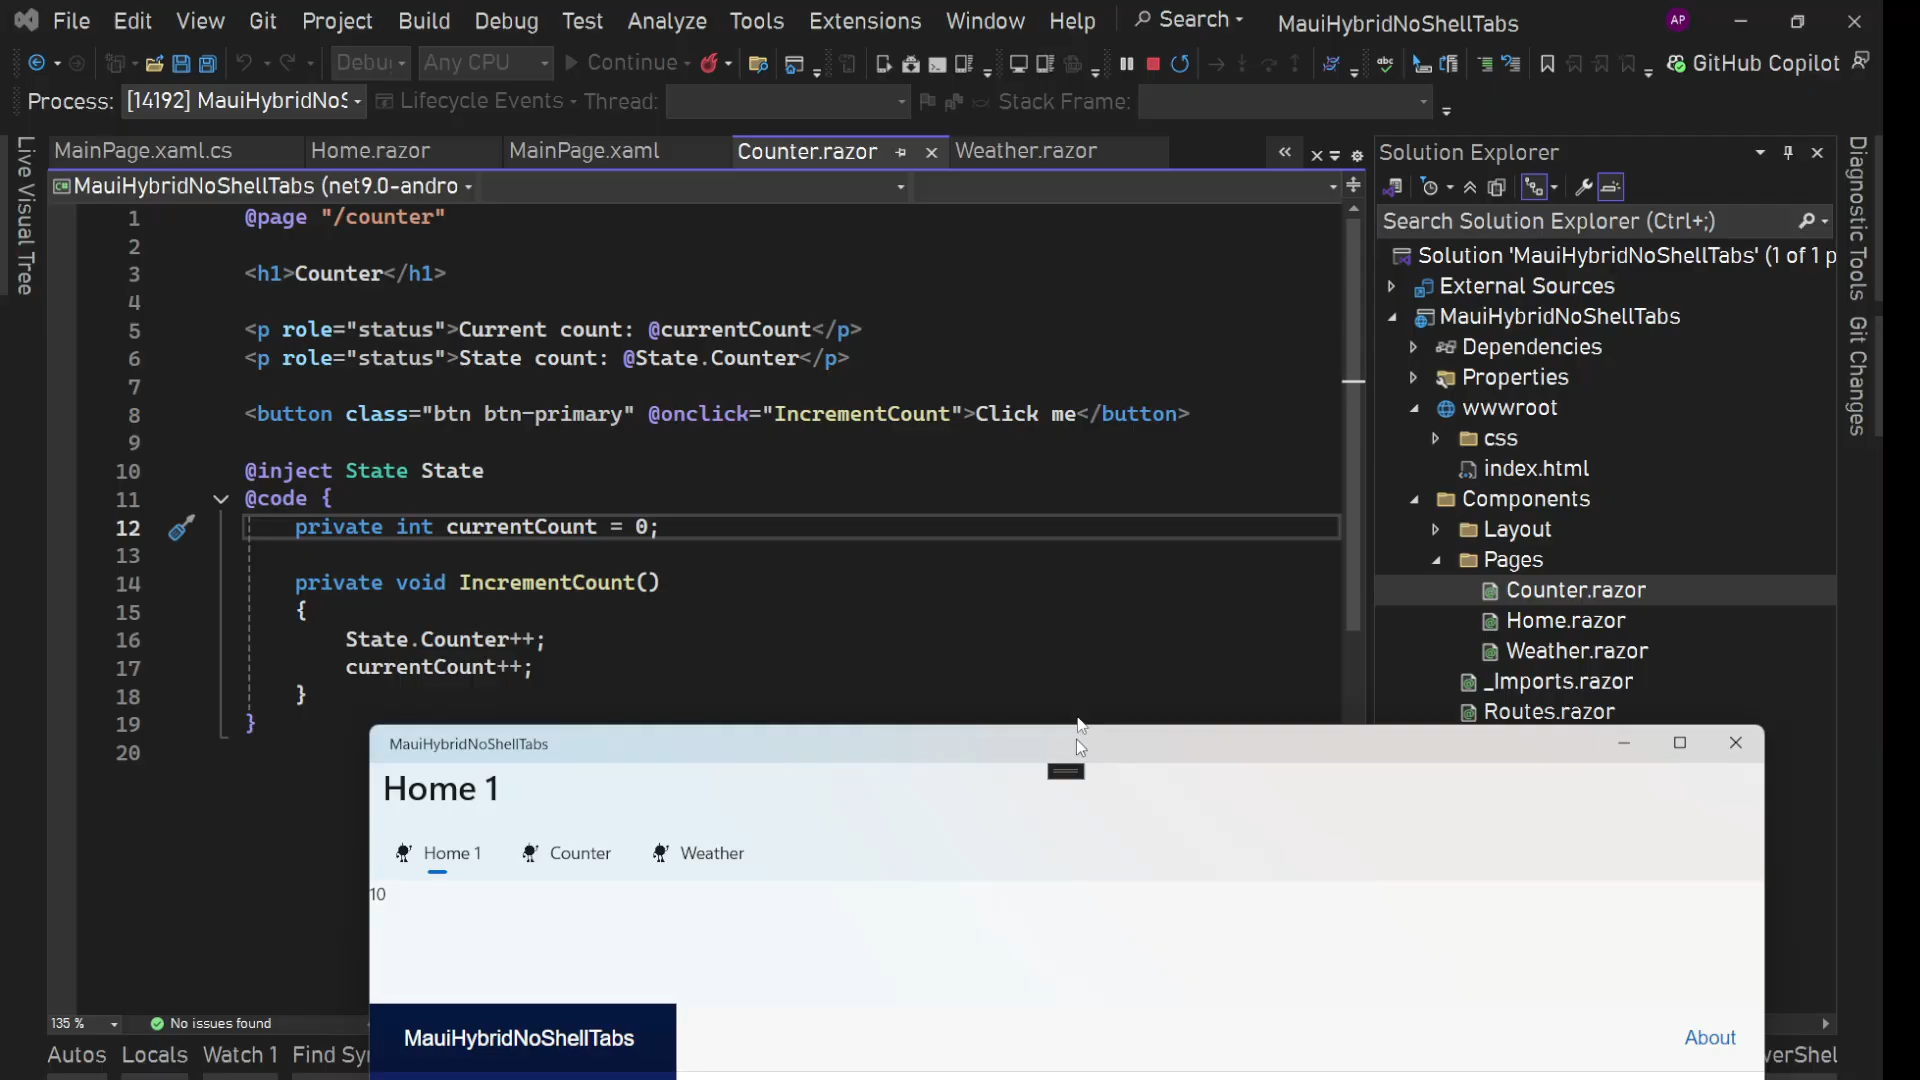 File Edit View Git Project Build Debug Test Analyze Tools Extensions Window Help Search MauiHybridNoShellTabs AP
Any CPU Continue GitHub Copilot
Process: [14192] MauiHybridNoS Lifecycle Events Thread: Stack Frame:
Live Visual Tree
MainPage.xaml.cs Home.razor MainPage.xaml Counter.razor Weather.razor
MauiHybridNoShellTabs (net9.0-andro
1 @page "/counter"
2
3 <h1>Counter</h1>
4
5 <p role="status">Current count: @currentCount</p>
6 <p role="status">State count: @State.Counter</p>
7
8 <button class="btn btn-primary" @onclick="IncrementCount">Click me</button>
9
10 @inject State State
11 @code {
12 private int currentCount = 0;
13
14 private void IncrementCount()
15 {
16 State.Counter++;
17 currentCount++;
18 }
19 }
20
Solution Explorer
Search Solution Explorer (Ctrl+;)
Solution 'MauiHybridNoShellTabs' (1 of 1 p
External Sources
MauiHybridNoShellTabs
Dependencies
Properties
wwwroot
css
index.html
Components
Layout
Pages
Counter.razor
Home.razor
Weather.razor
_Imports.razor
Routes.razor
Diagnostic Tools
Git Changes
MauiHybridNoShellTabs
Home 1
Home 1 Counter Weather
10
MauiHybridNoShellTabs About
135 % No issues found
Autos Locals Watch 1 Find Sy